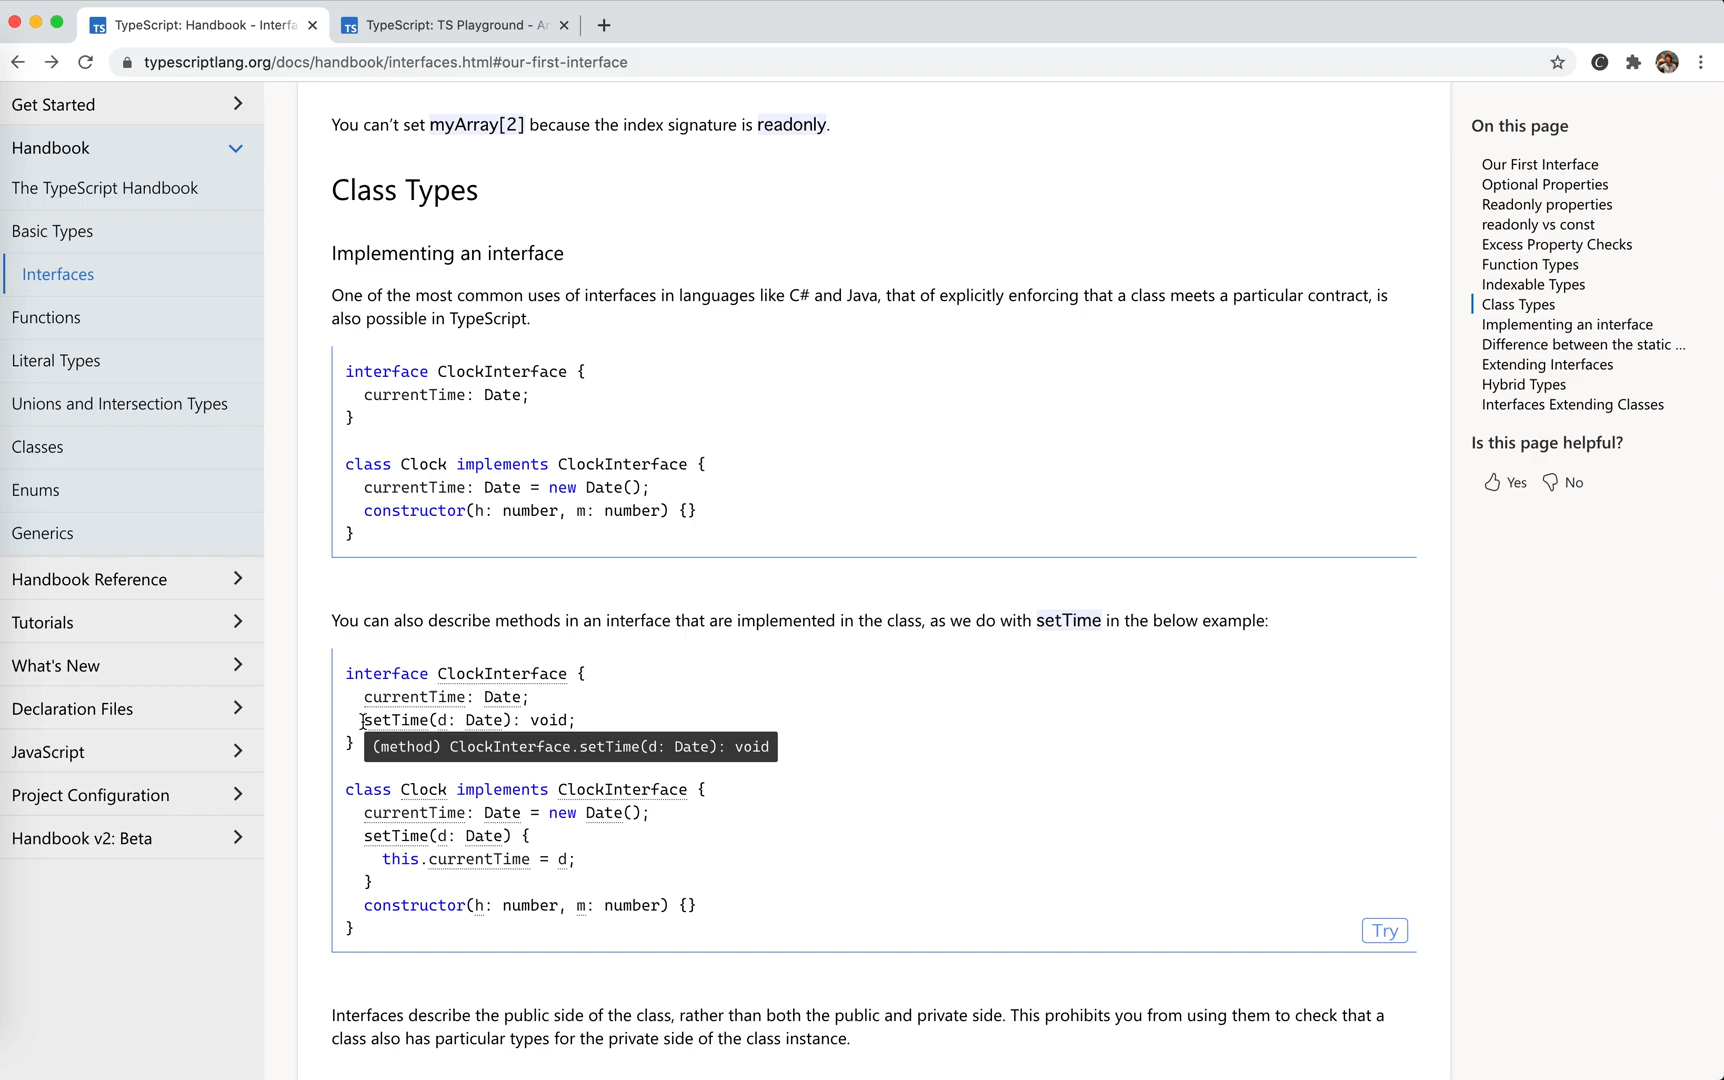 TypeScript: Handbook - Interfa
TypeScript: TS Playground - An
typescriptlang.org/docs/handbook/interfaces.html#our-first-interface
Get Started
Handbook
The TypeScript Handbook
Basic Types
Interfaces
Functions
Literal Types
Unions and Intersection Types
Classes
Enums
Generics
Handbook Reference
Tutorials
What's New
Declaration Files
JavaScript
Project Configuration
Handbook v2: Beta
You can’t set myArray[2] because the index signature is readonly.
Class Types
Implementing an interface
One of the most common uses of interfaces in languages like C# and Java, that of explicitly enforcing that a class meets a particular contract, is
also possible in TypeScript.
interface ClockInterface {
currentTime: Date;
}
class Clock implements ClockInterface {
currentTime: Date = new Date();
constructor(h: number, m: number) {}
}
You can also describe methods in an interface that are implemented in the class, as we do with setTime in the below example:
interface ClockInterface {
currentTime: Date;
setTime(d: Date): void;
}
(method) ClockInterface.setTime(d: Date): void
class Clock implements ClockInterface {
currentTime: Date = new Date();
setTime(d: Date) {
this.currentTime = d;
}
constructor(h: number, m: number) {}
}
Try
Interfaces describe the public side of the class, rather than both the public and private side. This prohibits you from using them to check that a
class also has particular types for the private side of the class instance.
On this page
Our First Interface
Optional Properties
Readonly properties
readonly vs const
Excess Property Checks
Function Types
Indexable Types
Class Types
Implementing an interface
Difference between the static ...
Extending Interfaces
Hybrid Types
Interfaces Extending Classes
Is this page helpful?
Yes No